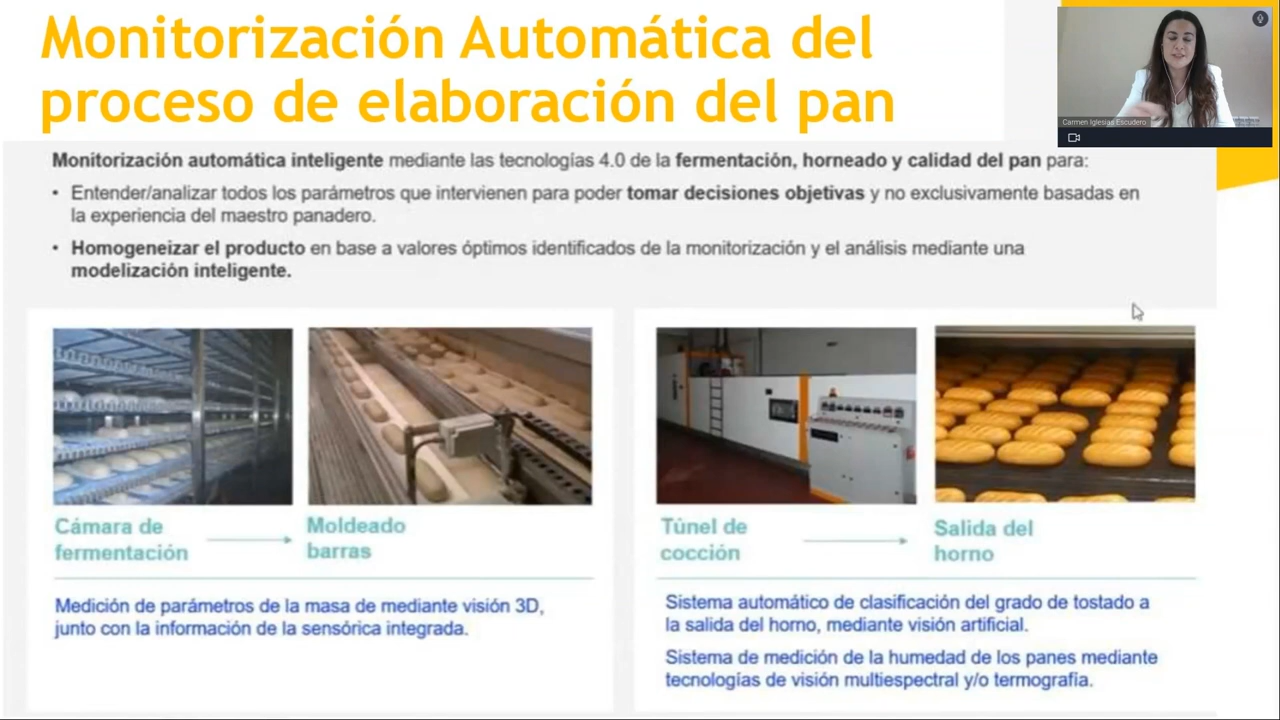 Monitorización Automática del
proceso de elaboración del pan
Carmen Iglesias Escudero
Monitorización automática inteligente mediante las tecnologías 4.0 de la fermentación, horneado y calidad del pan para:
• Entender/analizar todos los parámetros que intervienen para poder tomar decisiones objetivas y no exclusivamente basadas en
la experiencia del maestro panadero.
• Homogeneizar el producto en base a valores óptimos identificados de la monitorización y el análisis mediante una
modelización inteligente.
Cámara de
fermentación
Moldeado
barras
Medición de parámetros de la masa de mediante visión 3D,
junto con la información de la sensórica integrada.
Túnel de
cocción
Salida del
horno
Sistema automático de clasificación del grado de tostado a
la salida del horno, mediante visión artificial.
Sistema de medición de la humedad de los panes mediante
tecnologías de visión multiespectral y/o termografía.